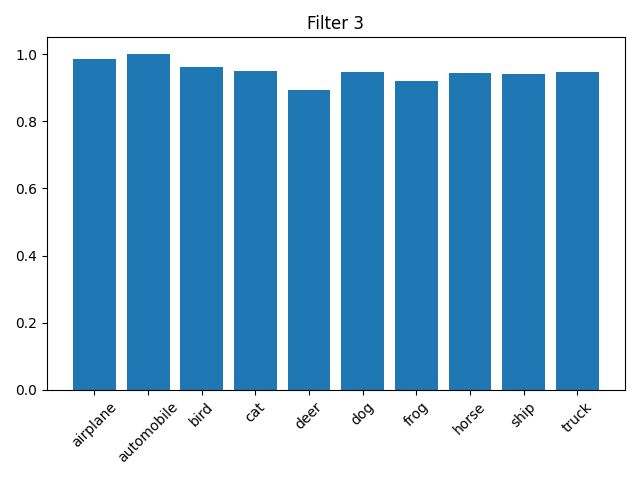 Filter 3
1.0
0.8
0.6
0.4
0.2
0.0
airplane
automobile
bird
cat
deer
dog
frog
horse
ship
truck